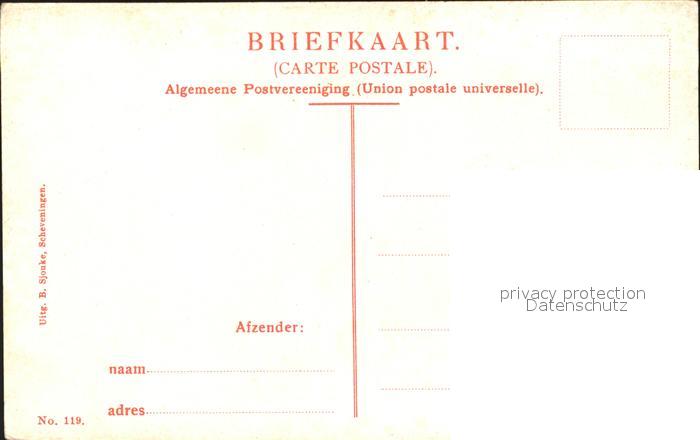 BRIEFKAART.
(CARTE POSTALE).
Algemeene Postvereeniging (Union postale universelle).
Uitg. B. Sjouke, Scheveningen.
privacy protection
Datenschutz
Afzender:
naam
adres
No. 119.